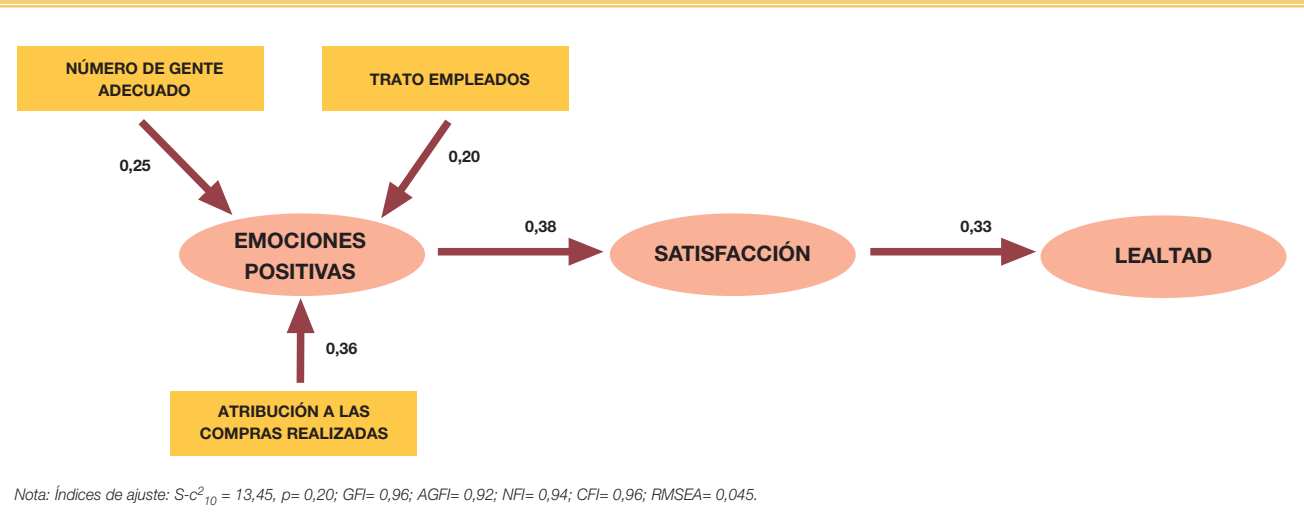 NÚMERO DE GENTE
ADECUADO
TRATO EMPLEADOS
0,25
0,20
EMOCIONES
POSITIVAS
0,38
SATISFACCIÓN
0,33
LEALTAD
0,36
ATRIBUCIÓN A LAS
COMPRAS REALIZADAS
Nota: Índices de ajuste: S-c²₁₀ = 13,45, p= 0,20; GFI= 0,96; AGFI= 0,92; NFI= 0,94; CFI= 0,96; RMSEA= 0,045.